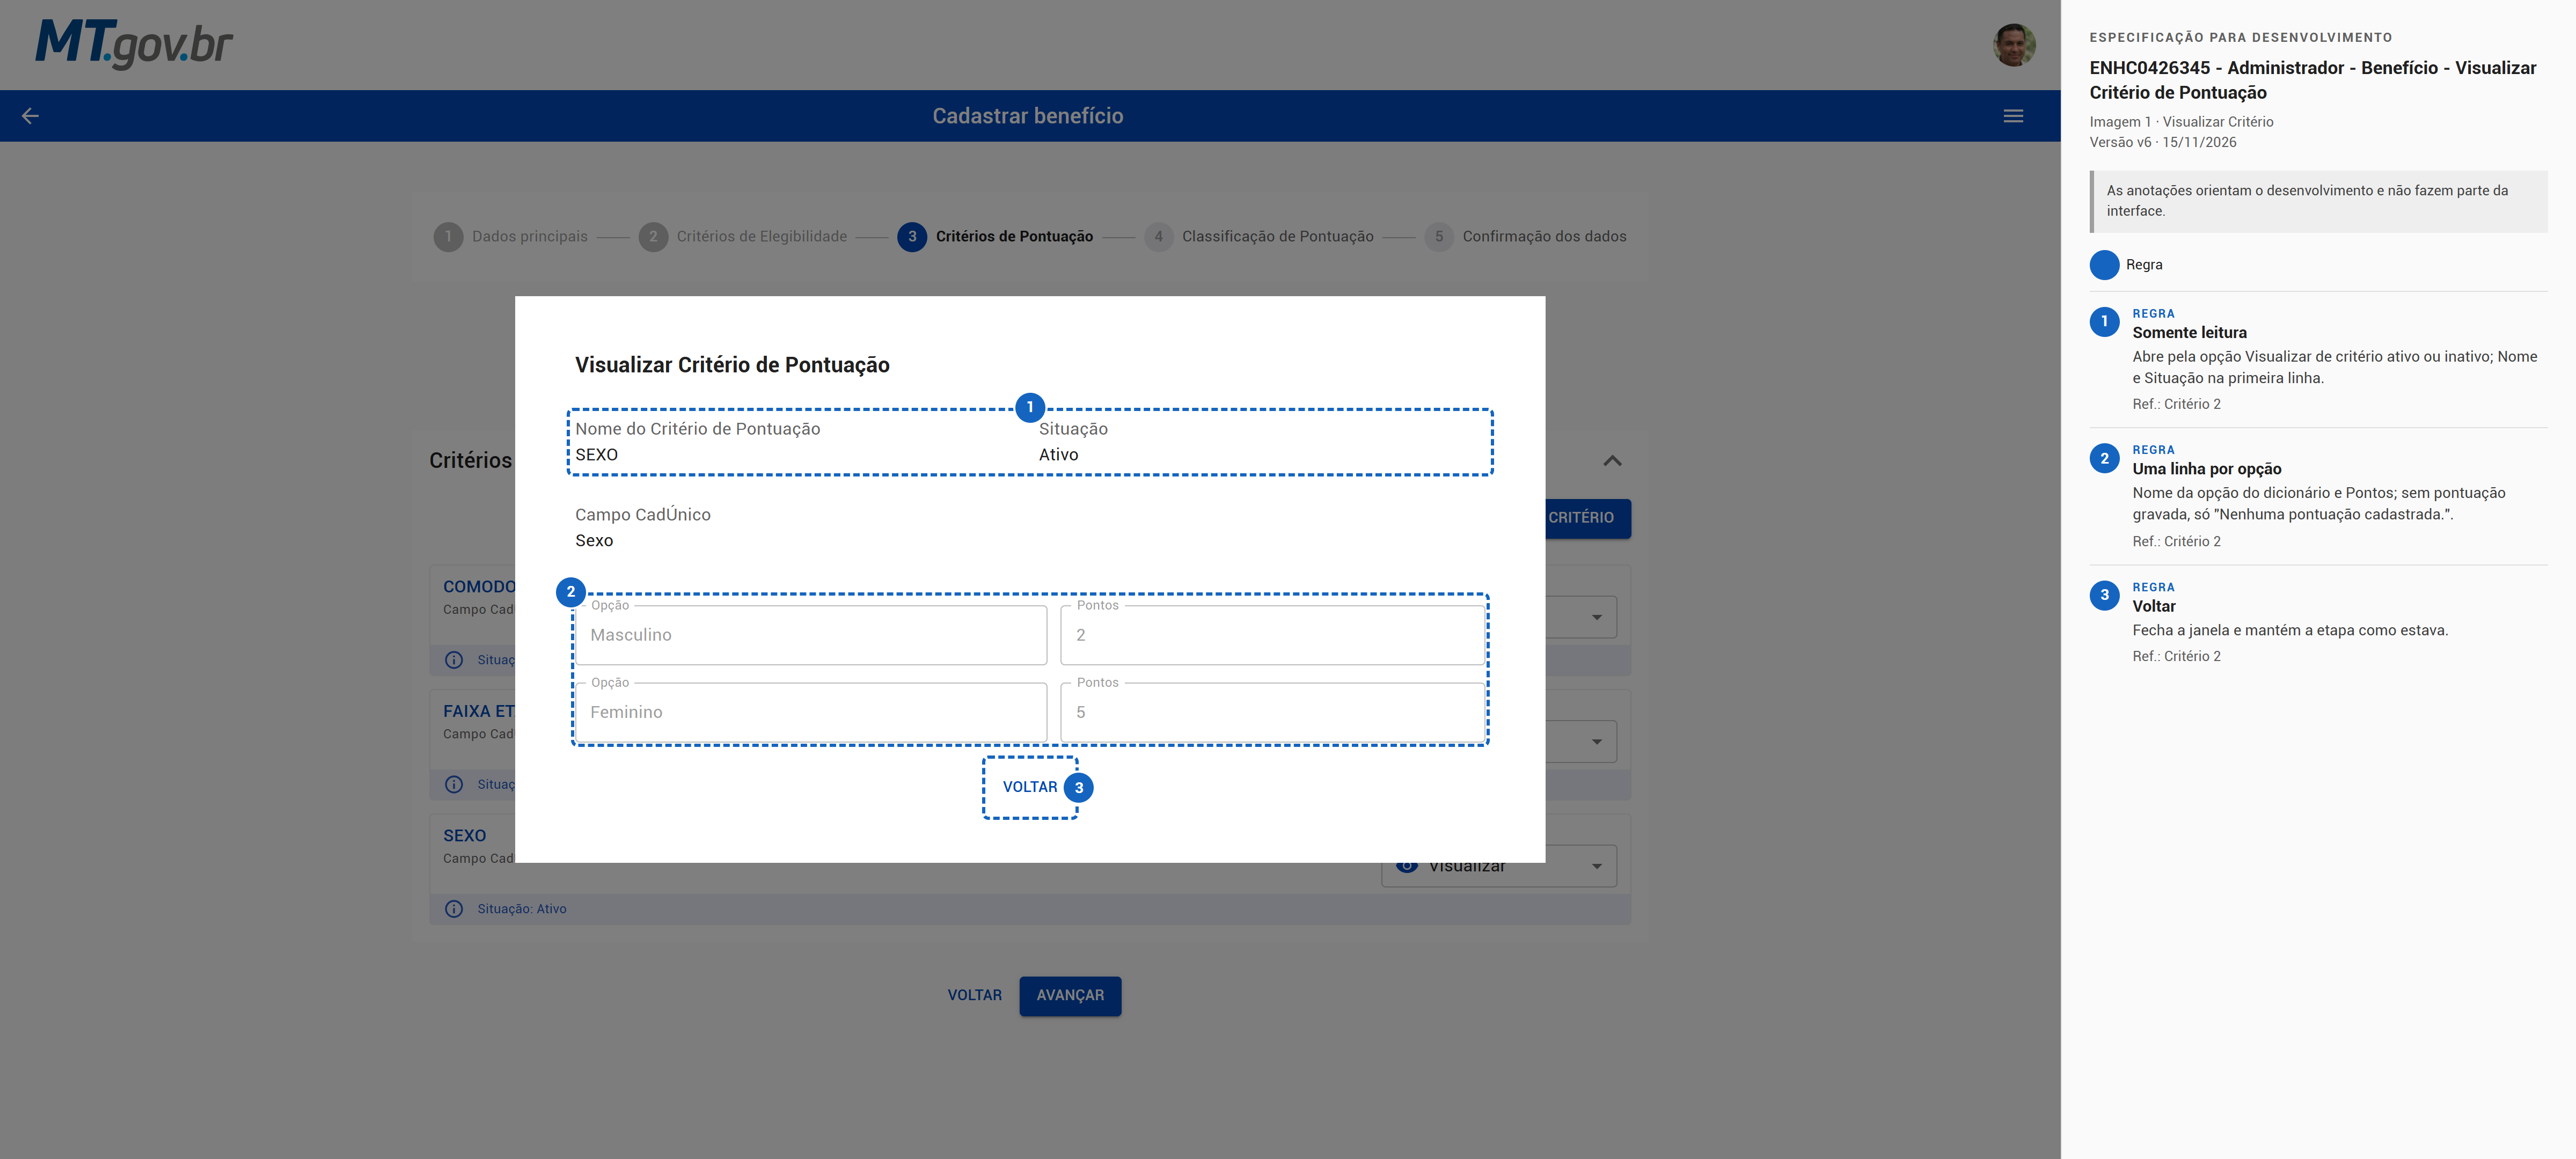 MT.gov.br
Cadastrar benefício
1 Dados principais
2 Critérios de Elegibilidade
3 Critérios de Pontuação
4 Classificação de Pontuação
5 Confirmação dos dados
Visualizar Critério de Pontuação
1
Nome do Critério de Pontuação
SEXO
Situação
Ativo
Campo CadÚnico
Sexo
2
Opção
Masculino
Pontos
2
Opção
Feminino
Pontos
5
VOLTAR
3
Critérios
CRITÉRIO
COMODO
Campo Cad
Situaç
FAIXA ET
Campo Cad
Situaç
SEXO
Campo Cad
Visualizar
Situação: Ativo
VOLTAR
AVANÇAR
ESPECIFICAÇÃO PARA DESENVOLVIMENTO
ENHC0426345 - Administrador - Benefício - Visualizar
Critério de Pontuação
Imagem 1 · Visualizar Critério
Versão v6 · 15/11/2026
As anotações orientam o desenvolvimento e não fazem parte da
interface.
Regra
1
REGRA
Somente leitura
Abre pela opção Visualizar de critério ativo ou inativo; Nome
e Situação na primeira linha.
Ref.: Critério 2
2
REGRA
Uma linha por opção
Nome da opção do dicionário e Pontos; sem pontuação
gravada, só "Nenhuma pontuação cadastrada.".
Ref.: Critério 2
3
REGRA
Voltar
Fecha a janela e mantém a etapa como estava.
Ref.: Critério 2